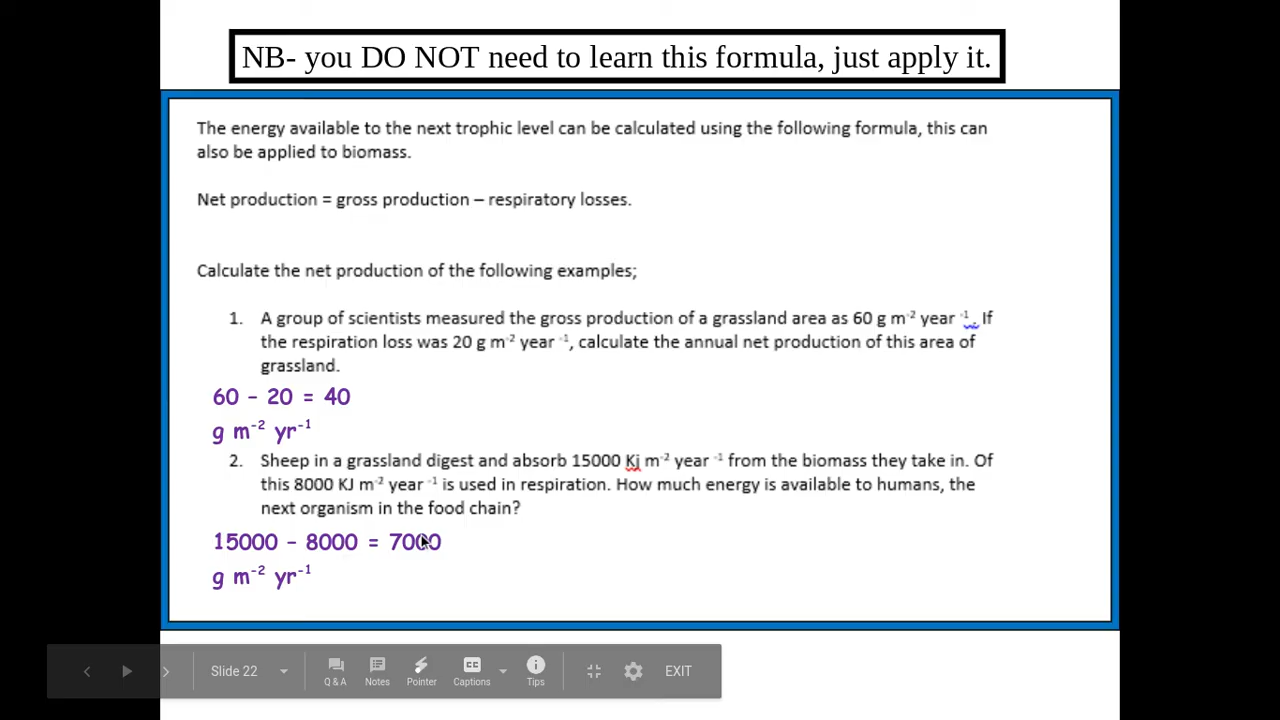 NB- you DO NOT need to learn this formula, just apply it.
The energy available to the next trophic level can be calculated using the following formula, this can
also be applied to biomass.
Net production = gross production – respiratory losses.
Calculate the net production of the following examples;
1. A group of scientists measured the gross production of a grassland area as 60 g m⁻² year ⁻¹. If
the respiration loss was 20 g m⁻² year ⁻¹, calculate the annual net production of this area of
grassland.
60 - 20 = 40
g m⁻² yr⁻¹
2. Sheep in a grassland digest and absorb 15000 Kj m⁻² year ⁻¹ from the biomass they take in. Of
this 8000 KJ m⁻² year ⁻¹ is used in respiration. How much energy is available to humans, the
next organism in the food chain?
15000 - 8000 = 7000
g m⁻² yr⁻¹
Slide 22
Q & A
Notes
Pointer
CC
Captions
Tips
EXIT